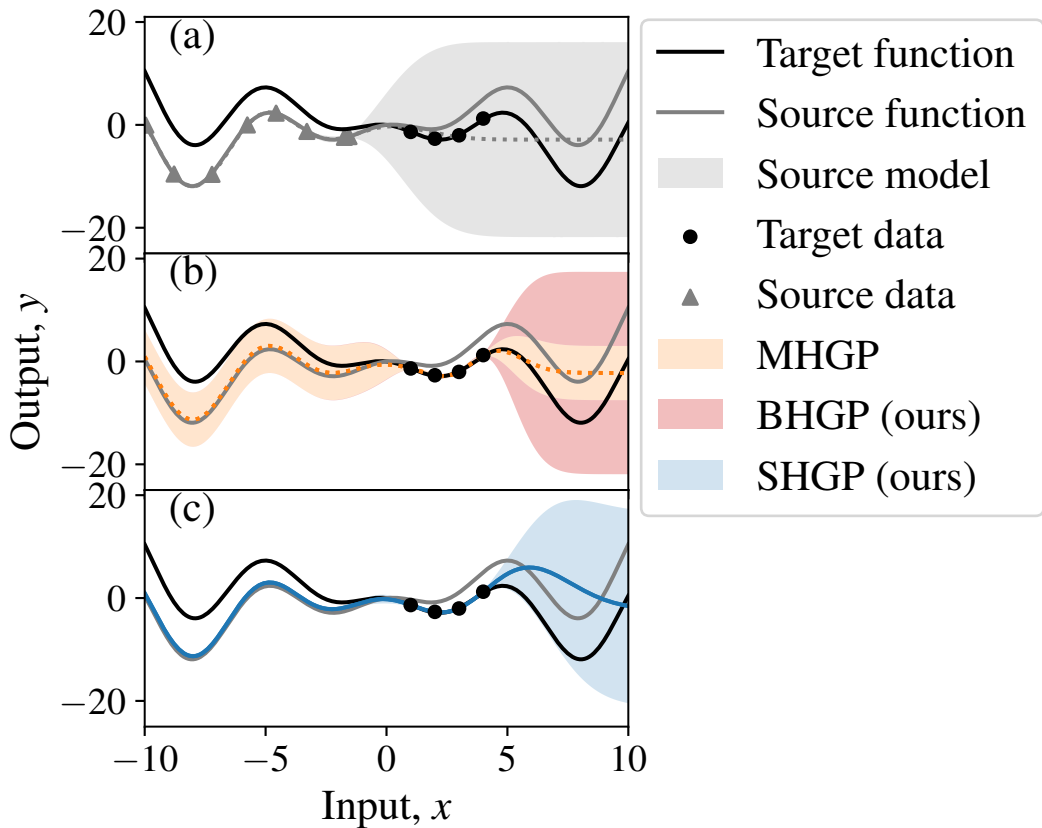 20
0
−20
(a)
20
0
−20
(b)
20
0
−20
(c)
−10
−5
0
5
10
Output, y
Input, x
Target function
Source function
Source model
Target data
Source data
MHGP
BHGP (ours)
SHGP (ours)